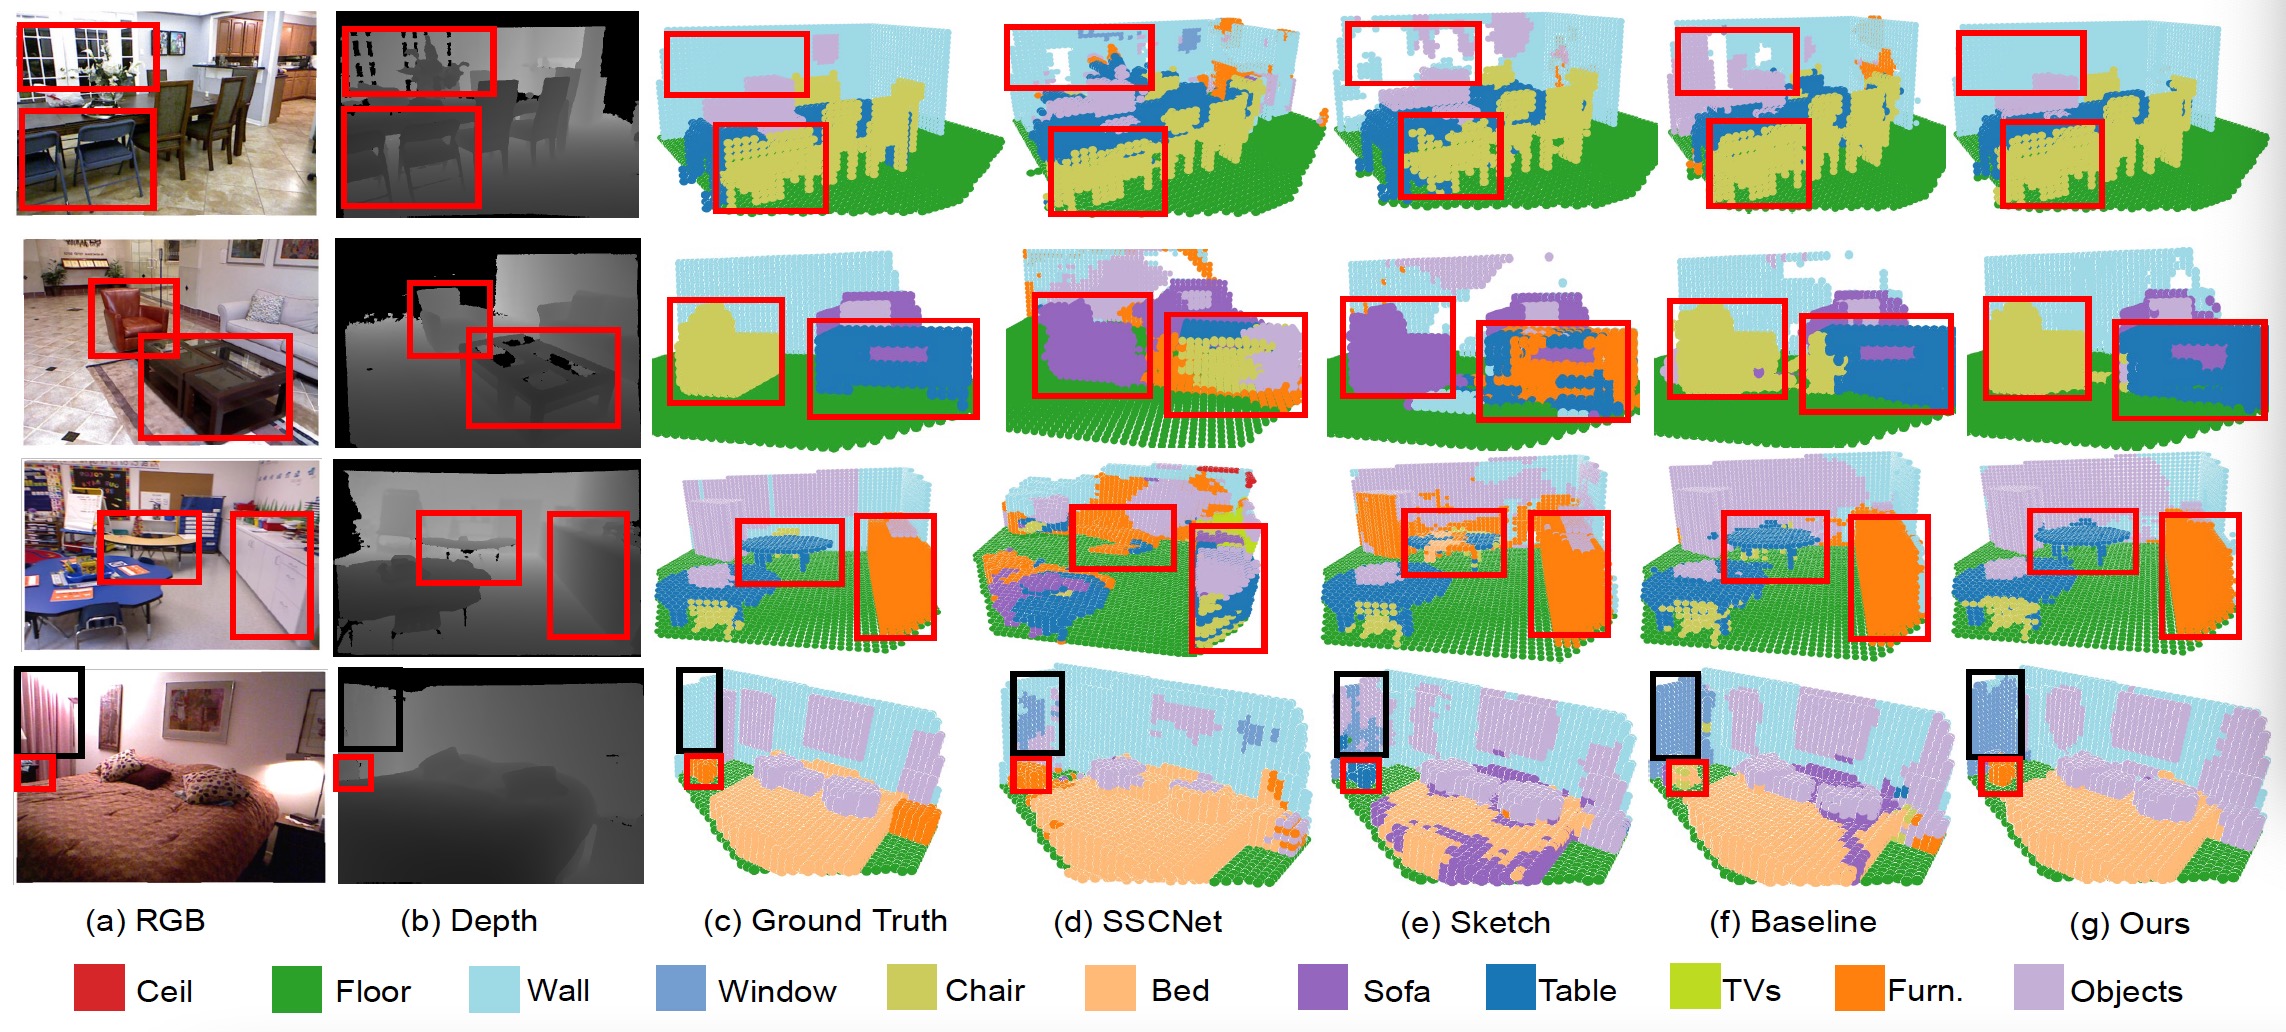 (a) RGB (b) Depth (c) Ground Truth (d) SSCNet (e) Sketch (f) Baseline (g) Ours
Ceil Floor Wall Window Chair Bed Sofa Table TVs Furn. Objects